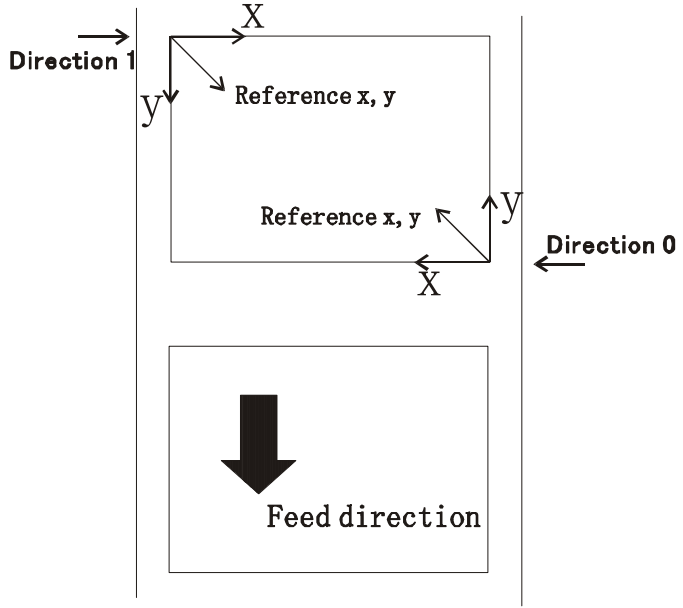 X
Direction 1
y
Reference x, y
y
Reference x, y
Direction 0
X
Feed direction